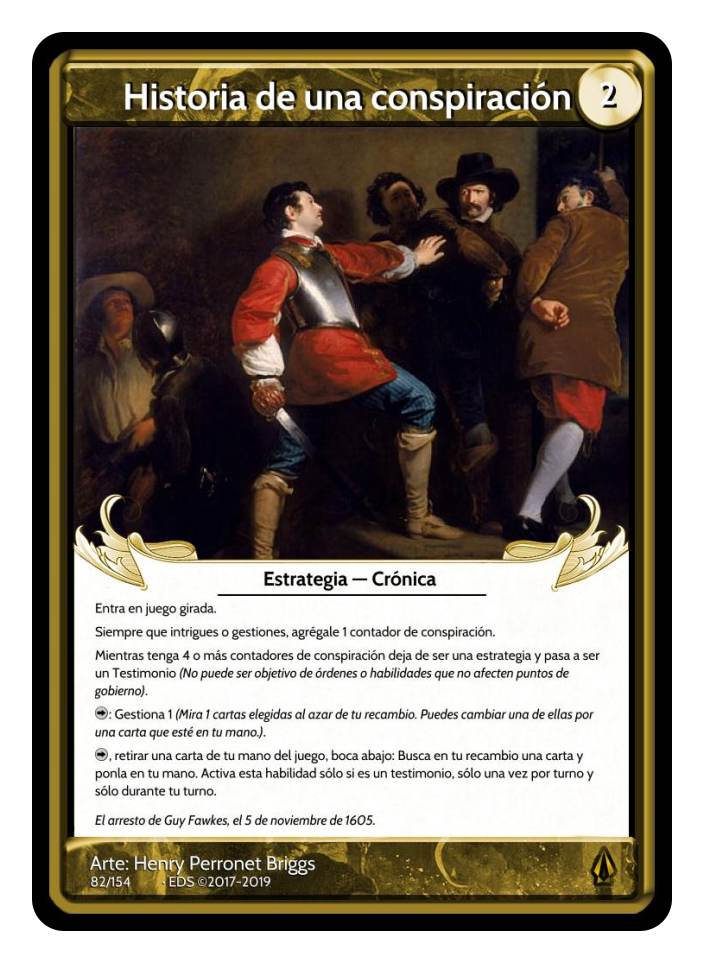 Historia de una conspiración
2
Estrategia — Crónica
Entra en juego girada.
Siempre que intrigues o gestiones, agrégale 1 contador de conspiración.
Mientras tenga 4 o más contadores de conspiración deja de ser una estrategia y pasa a ser
un Testimonio (No puede ser objetivo de órdenes o habilidades que no afecten puntos de
gobierno).
: Gestiona 1 (Mira 1 cartas elegidas al azar de tu recambio. Puedes cambiar una de ellas por
una carta que esté en tu mano.).
, retirar una carta de tu mano del juego, boca abajo: Busca en tu recambio una carta y
ponla en tu mano. Activa esta habilidad sólo si es un testimonio, sólo una vez por turno y
sólo durante tu turno.
El arresto de Guy Fawkes, el 5 de noviembre de 1605.
Arte: Henry Perronet Briggs
82/154 · EDS ©2017-2019